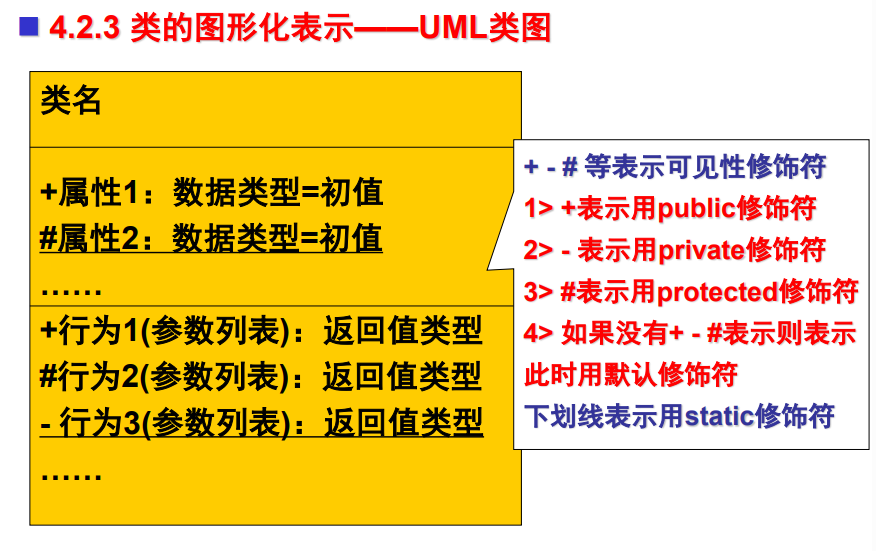 4.2.3 类的图形化表示——UML类图
类名
+属性1：数据类型=初值
#属性2：数据类型=初值
……
+行为1(参数列表)：返回值类型
#行为2(参数列表)：返回值类型
- 行为3(参数列表)：返回值类型
……
+ - # 等表示可见性修饰符
1> +表示用public修饰符
2> - 表示用private修饰符
3> #表示用protected修饰符
4> 如果没有+ - #表示则表示
此时用默认修饰符
下划线表示用static修饰符